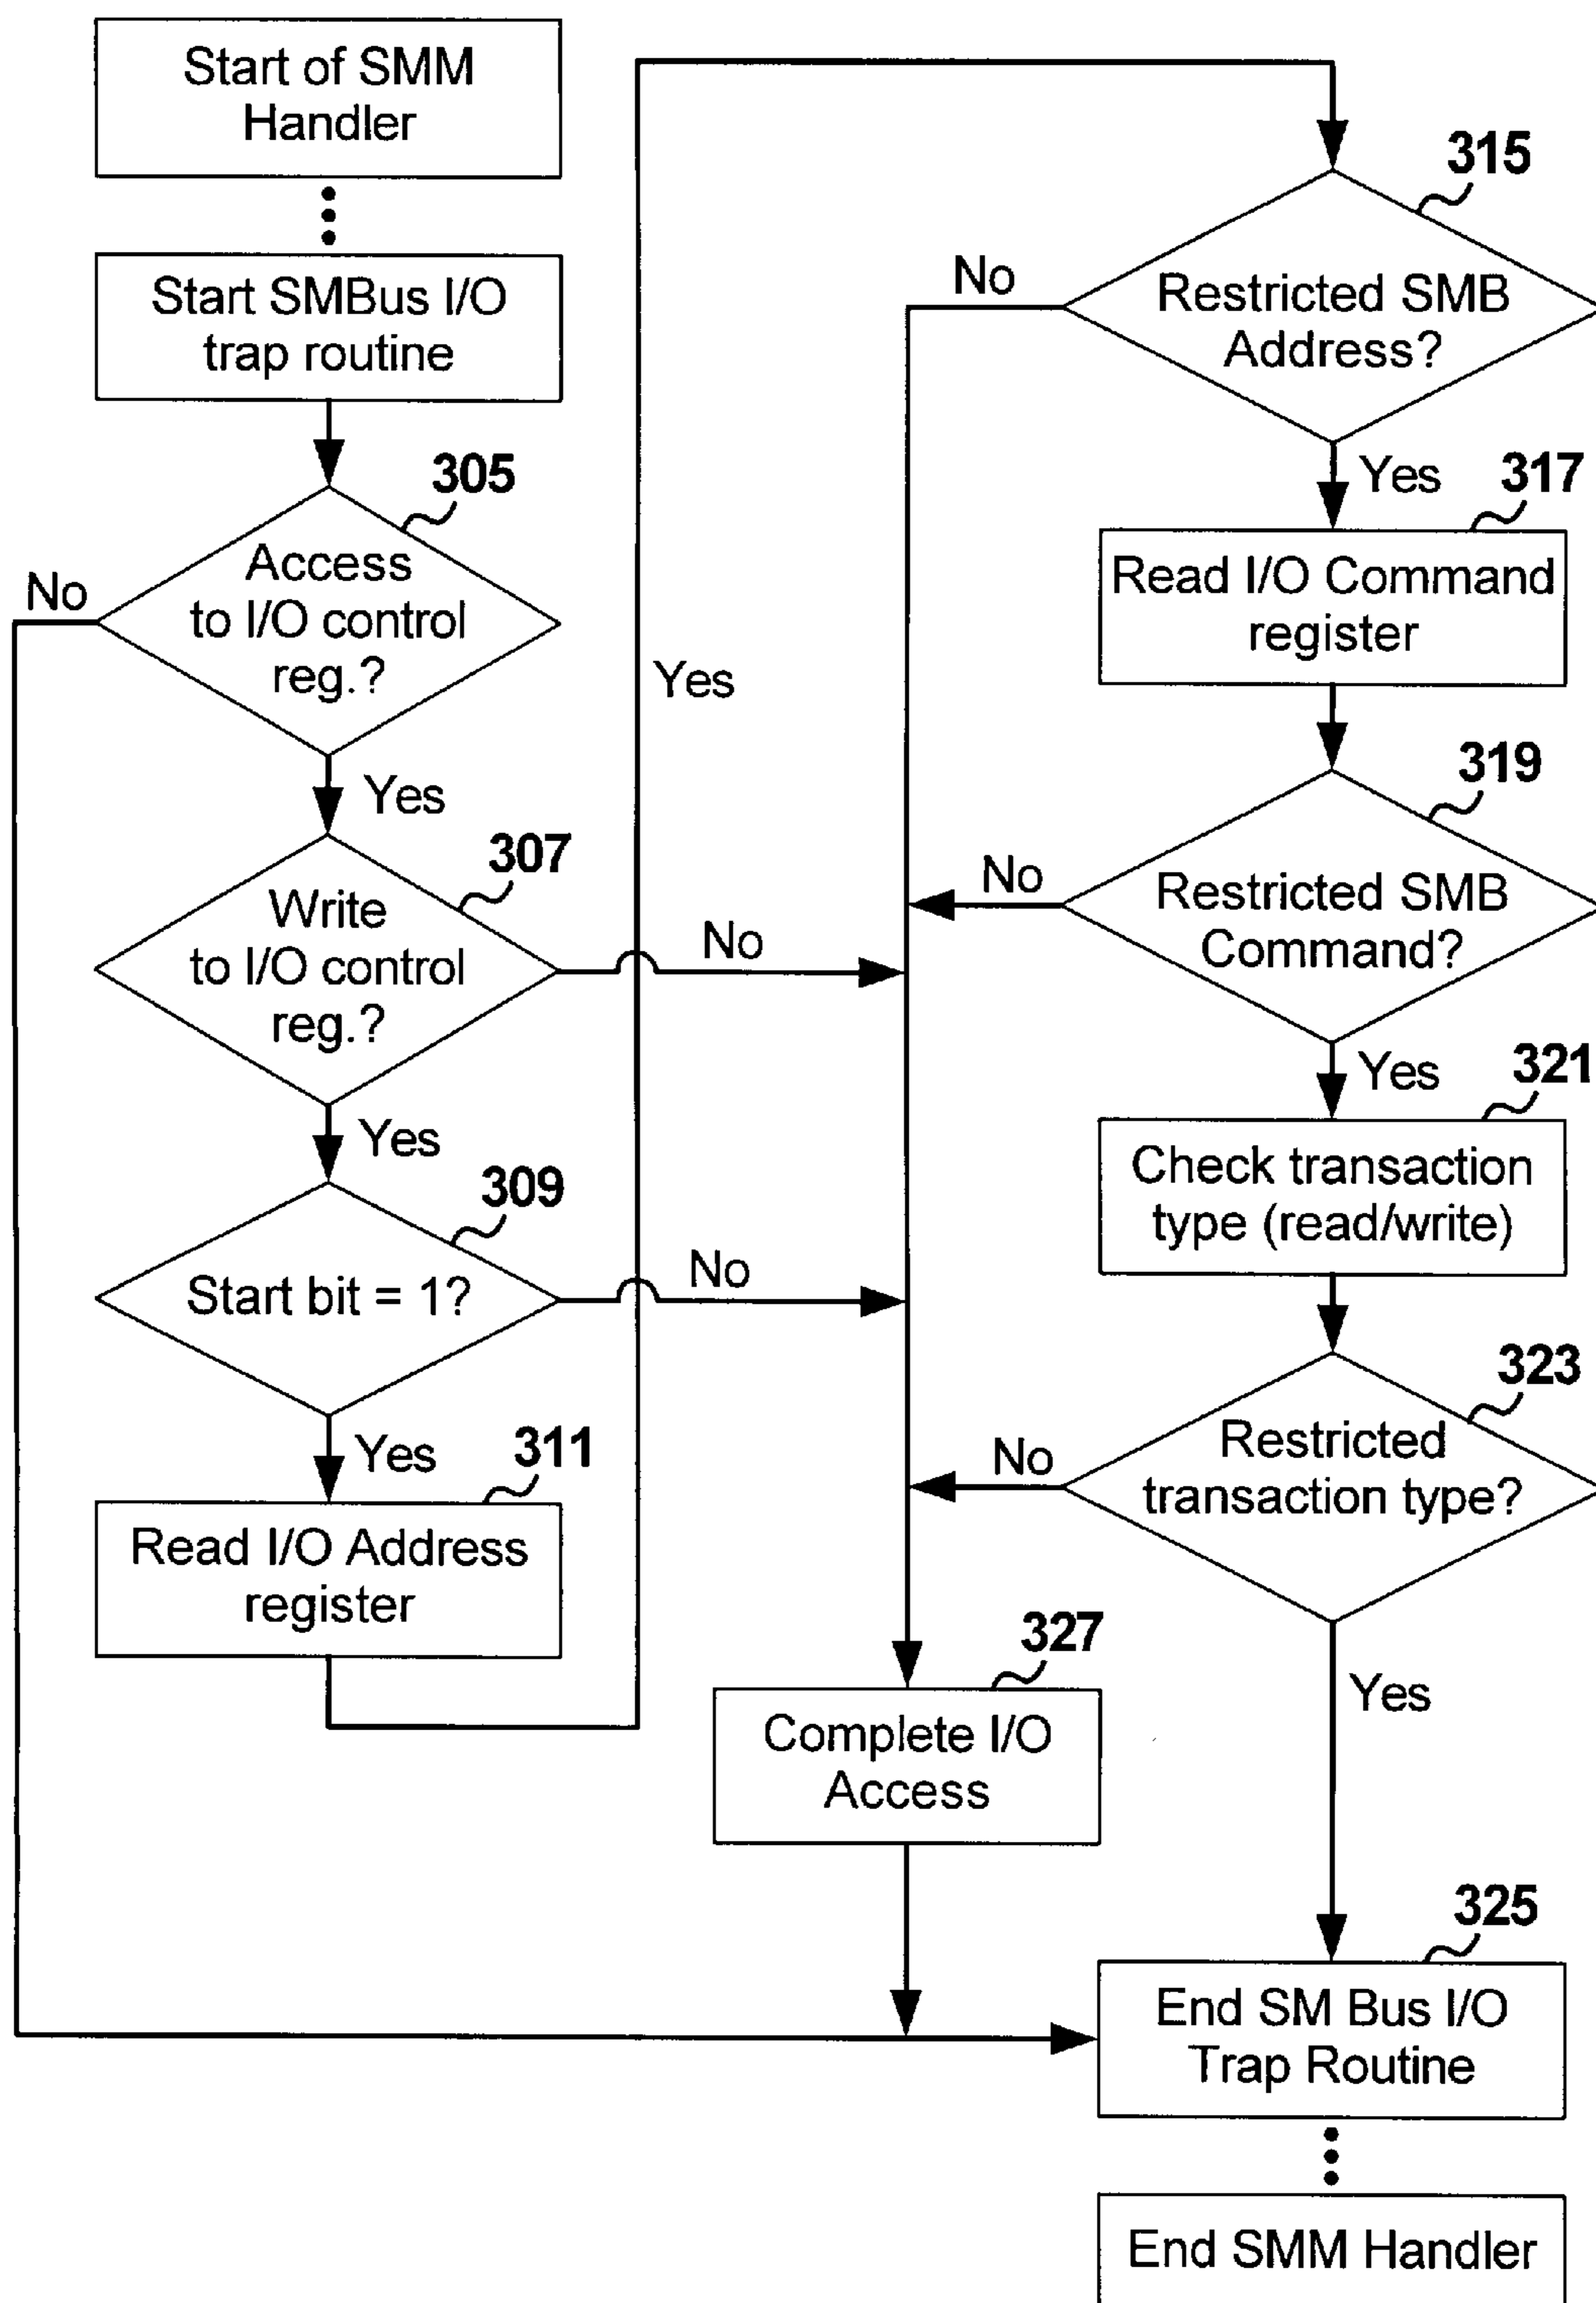 Start of SMM
Handler
Start SMBus I/O
trap routine
305
Access
to I/O control
reg.?
No
Yes
307
Write
to I/O control
reg.?
No
Yes
309
Start bit = 1?
No
Yes
311
Read I/O Address
register
Yes
315
Restricted SMB
Address?
No
Yes
317
Read I/O Command
register
319
Restricted SMB
Command?
No
Yes
321
Check transaction
type (read/write)
323
Restricted
transaction type?
No
Yes
327
Complete I/O
Access
325
End SM Bus I/O
Trap Routine
End SMM Handler